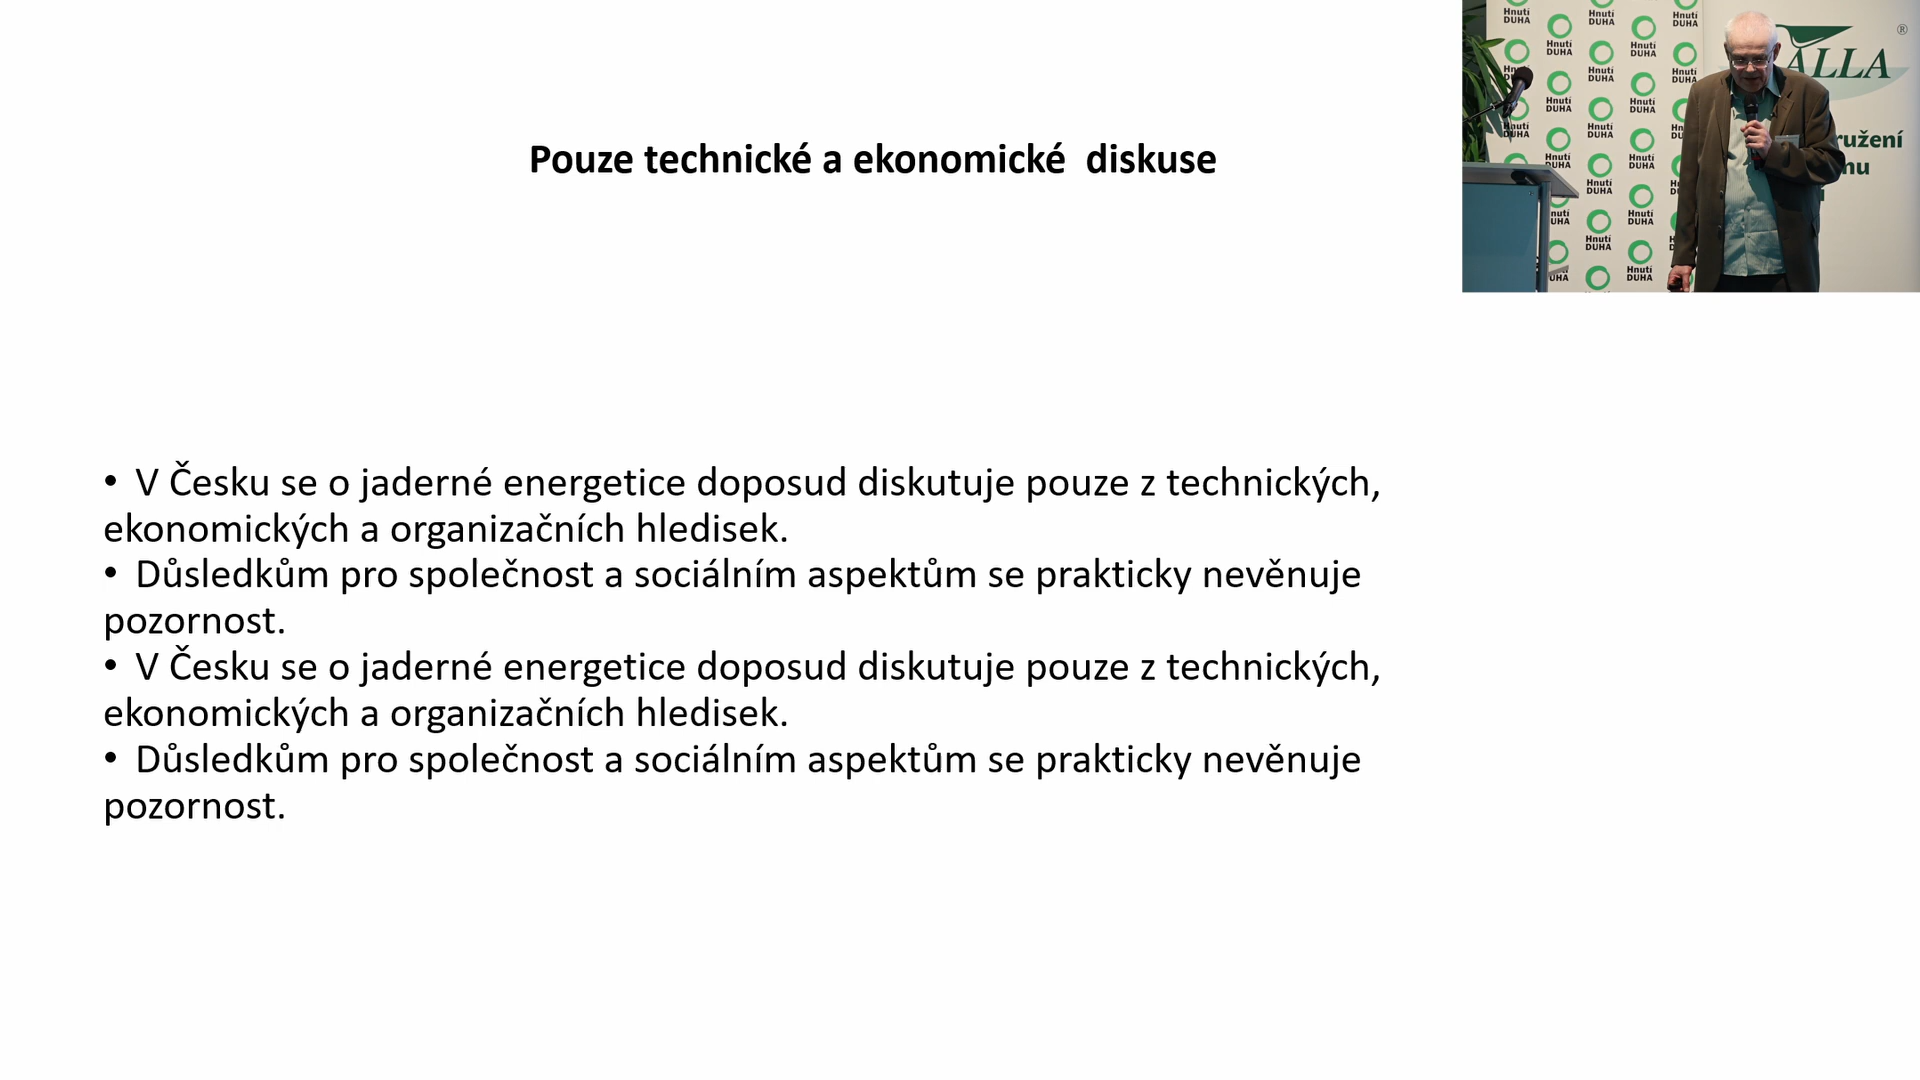 Pouze technické a ekonomické  diskuse
• V Česku se o jaderné energetice doposud diskutuje pouze z technických,
ekonomických a organizačních hledisek.
• Důsledkům pro společnost a sociálním aspektům se prakticky nevěnuje
pozornost.
• V Česku se o jaderné energetice doposud diskutuje pouze z technických,
ekonomických a organizačních hledisek.
• Důsledkům pro společnost a sociálním aspektům se prakticky nevěnuje
pozornost.
Hnutí
DUHA
ALLA
®